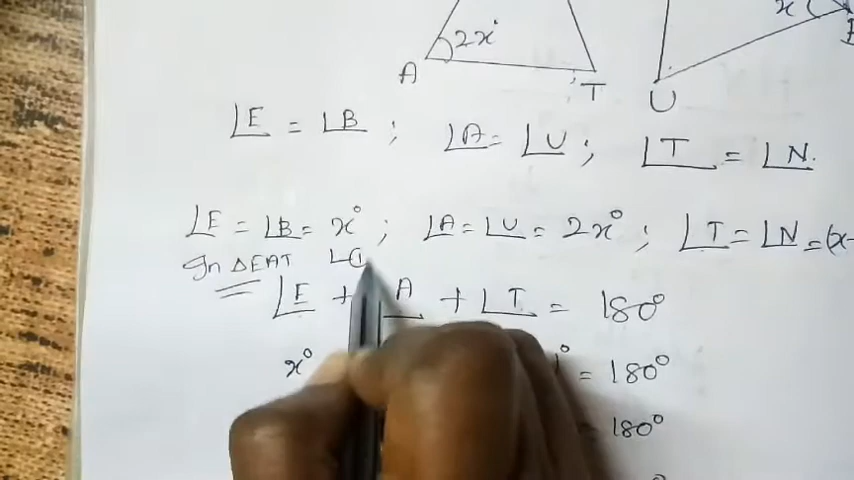 x
2x°
A
T
U
∠E = ∠B ; ∠A = ∠U ; ∠T = ∠N.
∠E = ∠B = x° ; ∠A = ∠U = 2x° ; ∠T = ∠N = (x-
In ΔEAT
∠E + A + ∠T = 180°
x° ° = 180°
180°